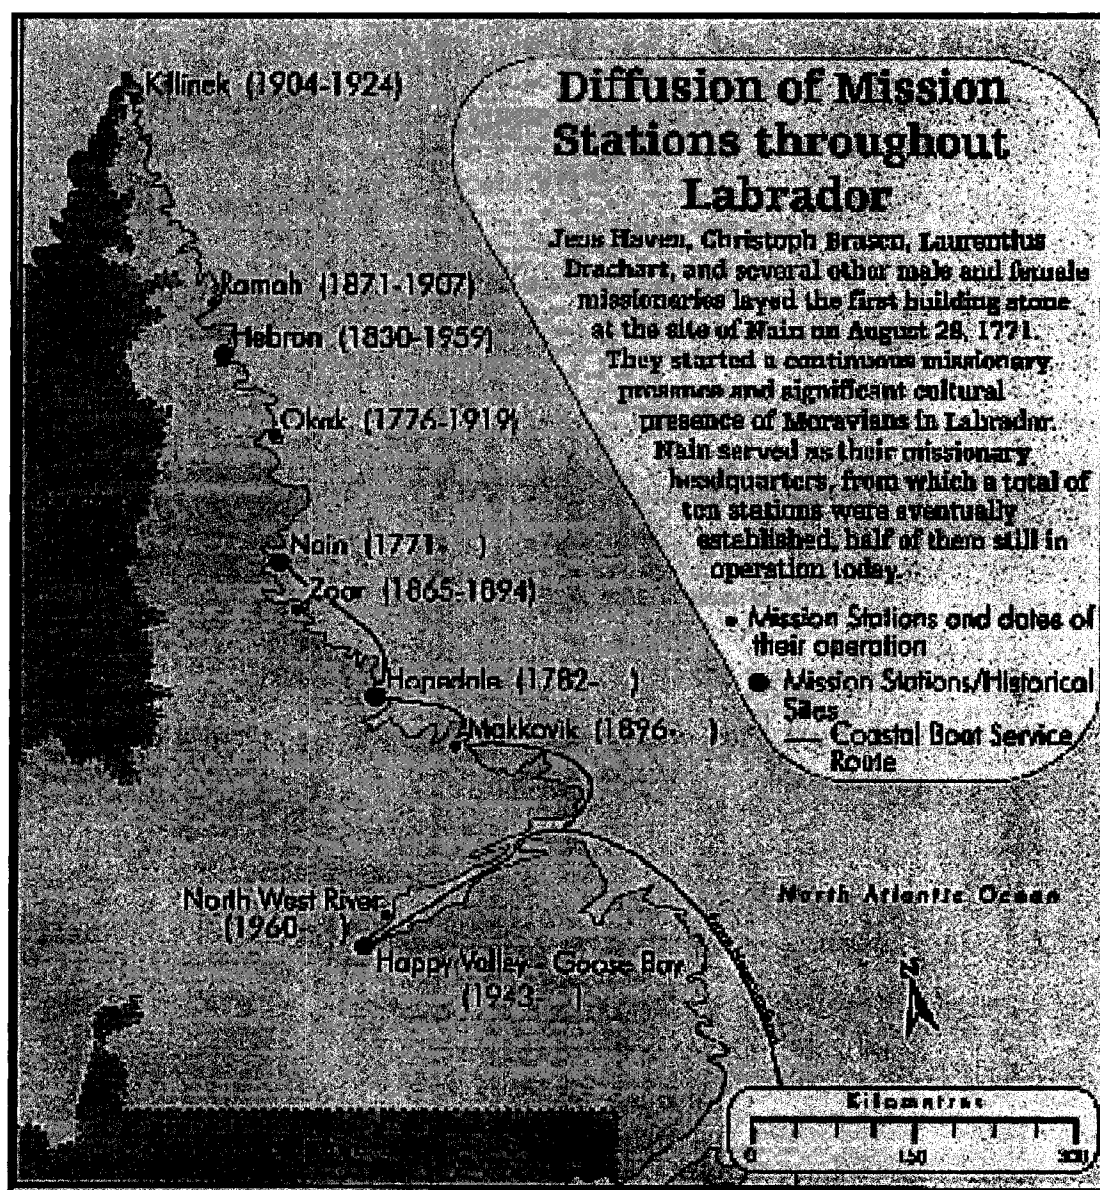 Killinek (1904-1924)
Diffusion of Mission
Stations throughout
Labrador
Jens Haven, Christoph Brasen, Laurentius
Drachart, and several other male and female
missionaries layed the first building stone
at the site of Nain on August 28, 1771.
They started a continuous missionary
presence and significant cultural
presence of Moravians in Labrador.
Nain served as their missionary
headquarters, from which a total of
ten stations were eventually
established, half of them still in
operation today.
Ramah (1871-1907)
Hebron (1830-1959)
Okak (1776-1919)
Nain (1771- )
Zoar (1865-1894)
Hopedale (1782- )
Makkovik (1896- )
Mission Stations and dates of
their operation
Mission Stations/Historical
Sites
Coastal Boat Service
Route
North West River
(1960- )
Happy Valley - Goose Bay
(1943- )
North Atlantic Ocean
N
Kilometres
0 150 300